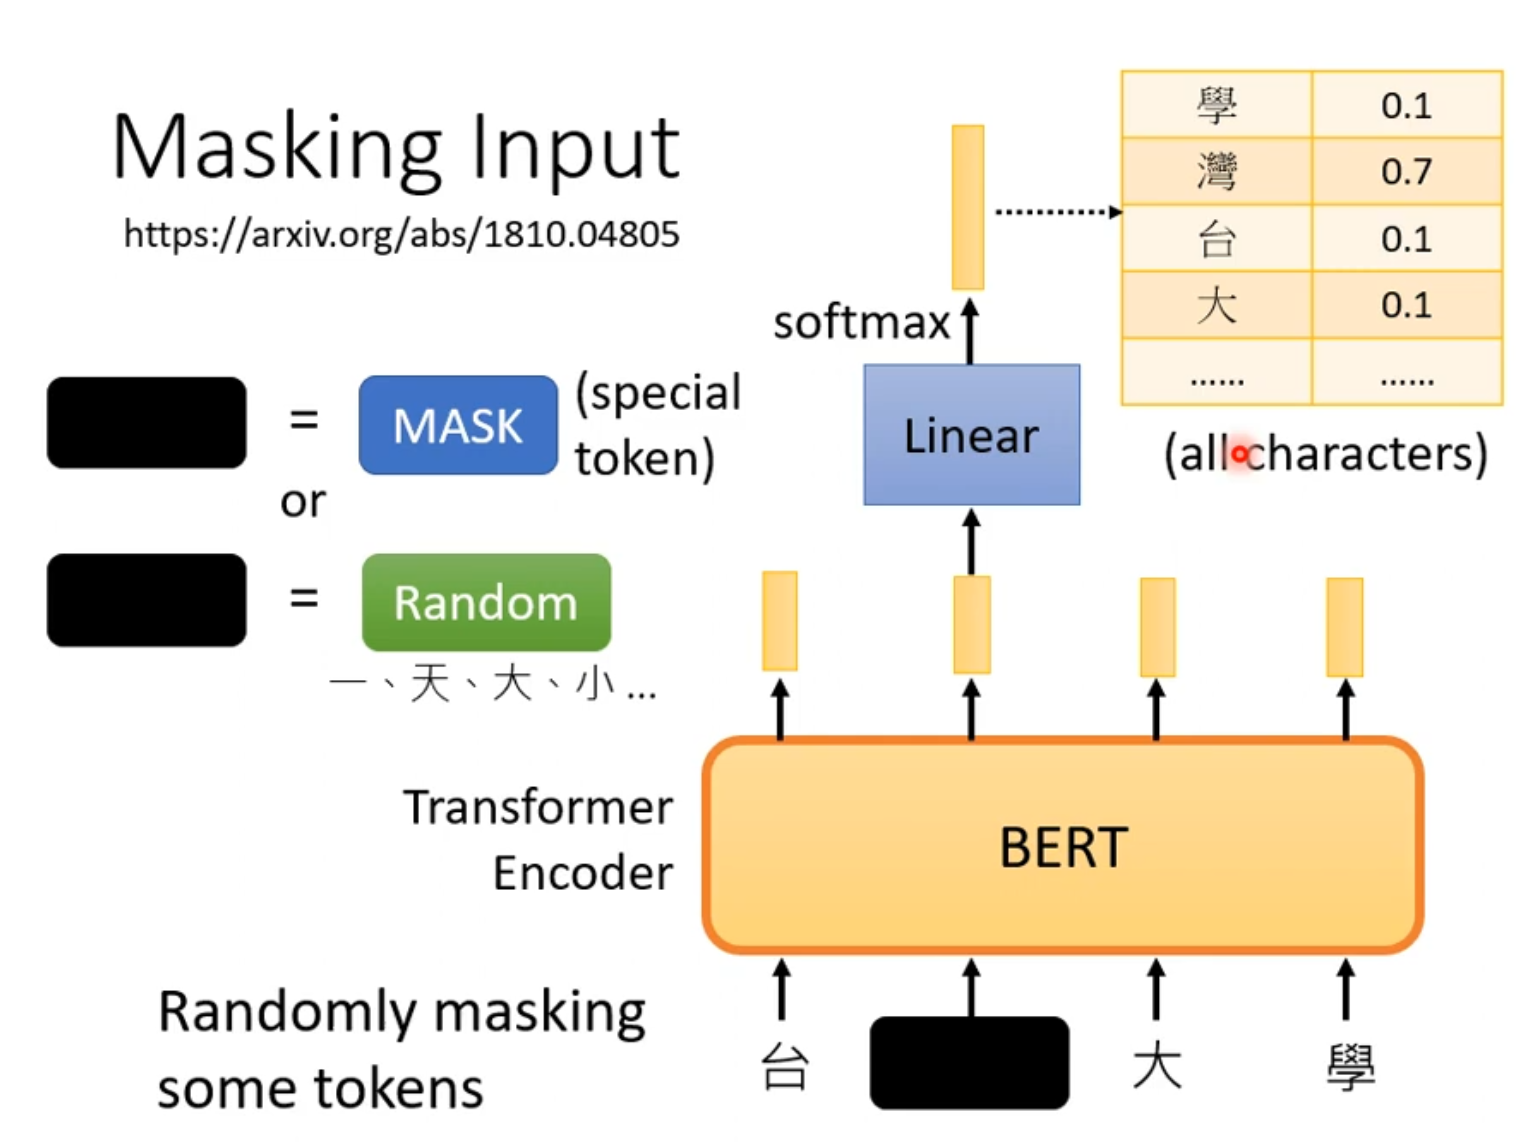 Masking Input
https://arxiv.org/abs/1810.04805
學 0.1
灣 0.7
台 0.1
大 0.1
...... ......
(all characters)
softmax
Linear
= MASK (special token)
or
= Random
一、天、大、小 ...
Transformer
Encoder
BERT
Randomly masking
some tokens
台 大 學